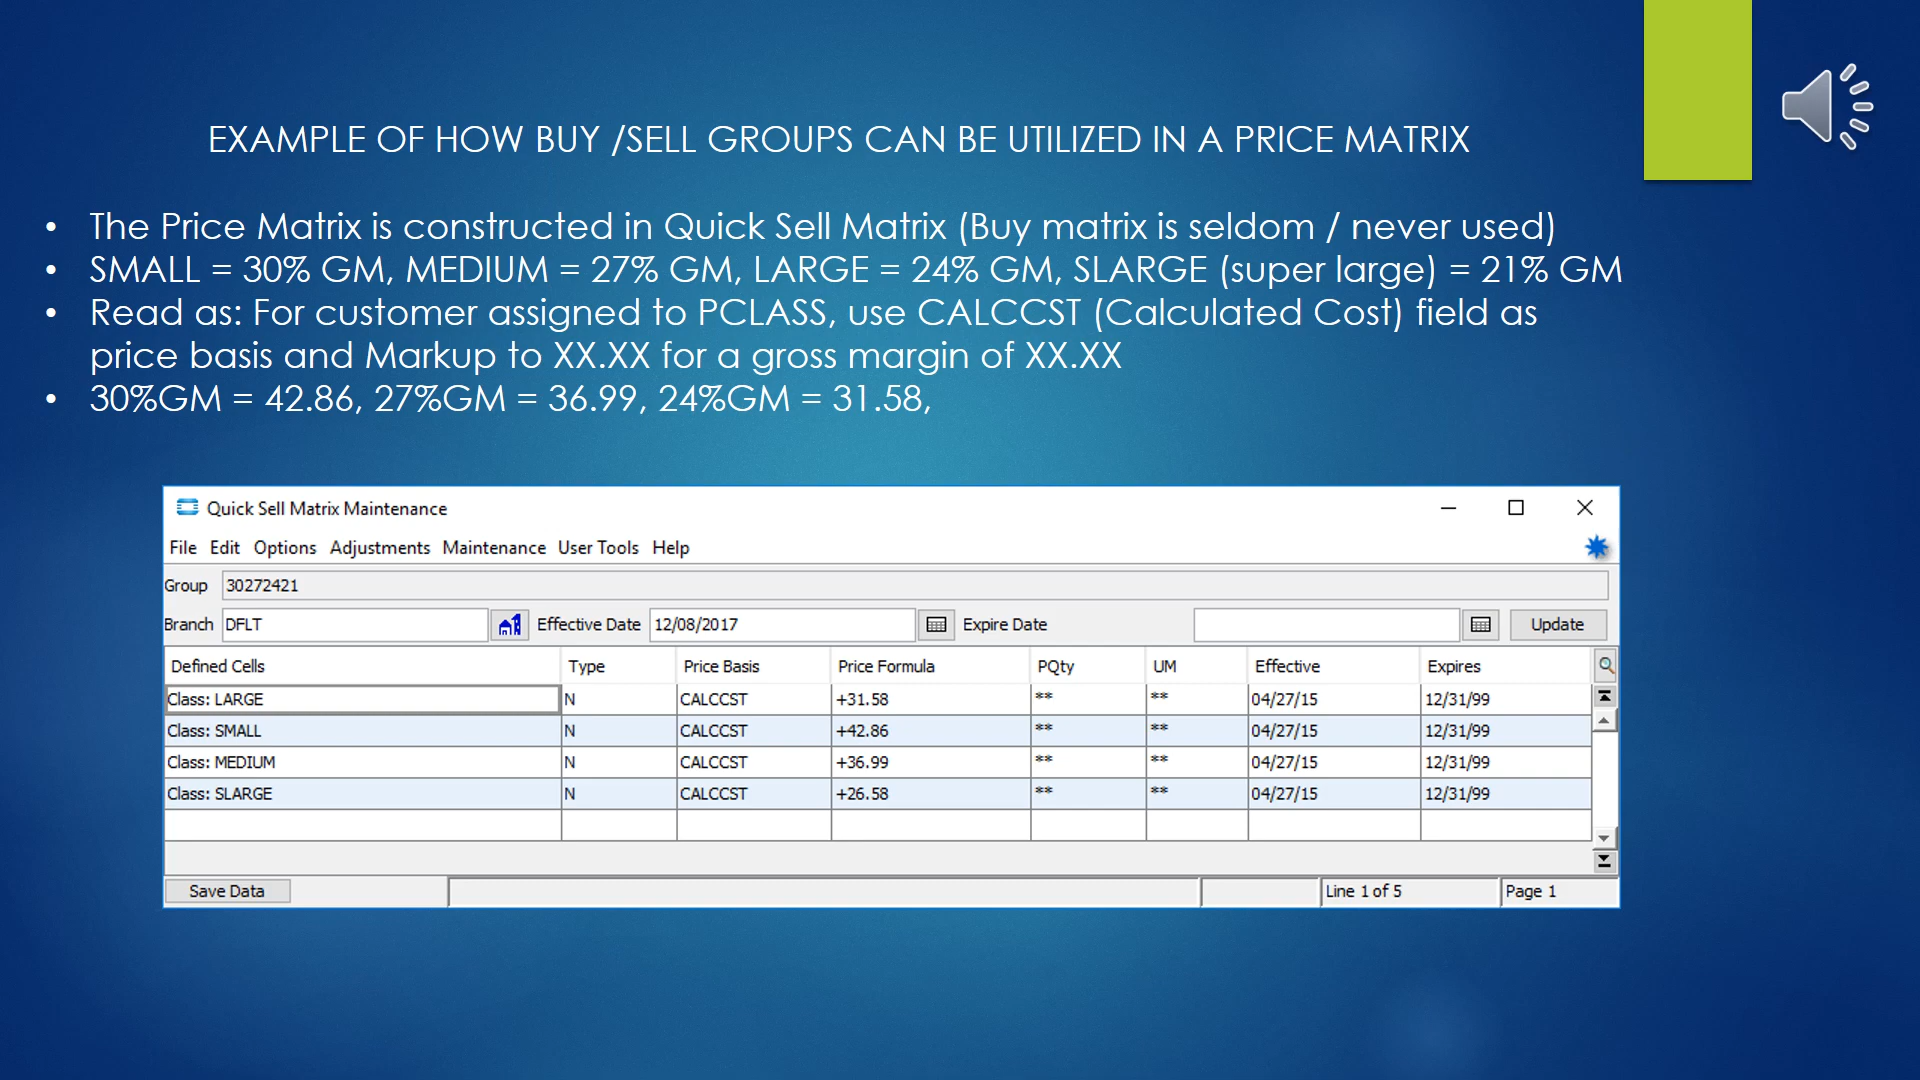 EXAMPLE OF HOW BUY /SELL GROUPS CAN BE UTILIZED IN A PRICE MATRIX
• The Price Matrix is constructed in Quick Sell Matrix (Buy matrix is seldom / never used)
• SMALL = 30% GM, MEDIUM = 27% GM, LARGE = 24% GM, SLARGE (super large) = 21% GM
• Read as: For customer assigned to PCLASS, use CALCCST (Calculated Cost) field as
price basis and Markup to XX.XX for a gross margin of XX.XX
• 30%GM = 42.86, 27%GM = 36.99, 24%GM = 31.58,
Quick Sell Matrix Maintenance
File Edit Options Adjustments Maintenance User Tools Help
Group 30272421
Branch DFLT Effective Date 12/08/2017 Expire Date Update
Defined Cells Type Price Basis Price Formula PQty UM Effective Expires
Class: LARGE N CALCCST +31.58 ** ** 04/27/15 12/31/99
Class: SMALL N CALCCST +42.86 ** ** 04/27/15 12/31/99
Class: MEDIUM N CALCCST +36.99 ** ** 04/27/15 12/31/99
Class: SLARGE N CALCCST +26.58 ** ** 04/27/15 12/31/99
Save Data Line 1 of 5 Page 1